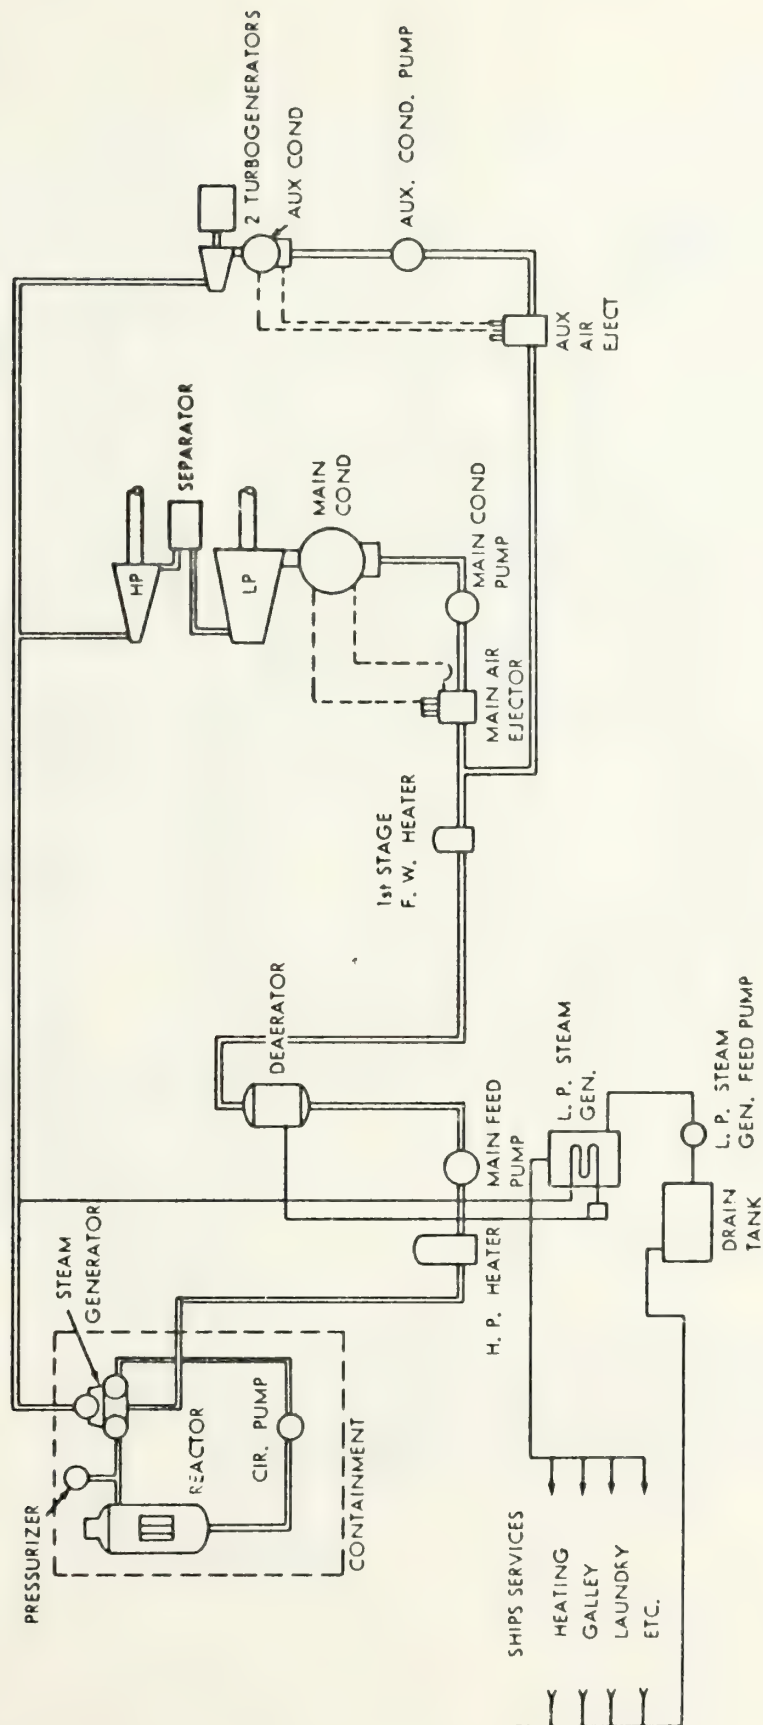 PRESSURIZER
STEAM
GENERATOR
REACTOR
CIR. PUMP
CONTAINMENT
DEAERATOR
H. P. HEATER
MAIN FEED
PUMP
1st STAGE
F. W. HEATER
SEPARATOR
HP
LP
MAIN
COND
MAIN AIR
EJECTOR
MAIN COND
PUMP
2 TURBOGENERATORS
AUX COND
AUX. COND. PUMP
AUX
AIR
EJECT
SHIPS SERVICES
HEATING
GALLEY
LAUNDRY
ETC.
L. P. STEAM
GEN.
DRAIN
TANK
L. P. STEAM
GEN. FEED PUMP